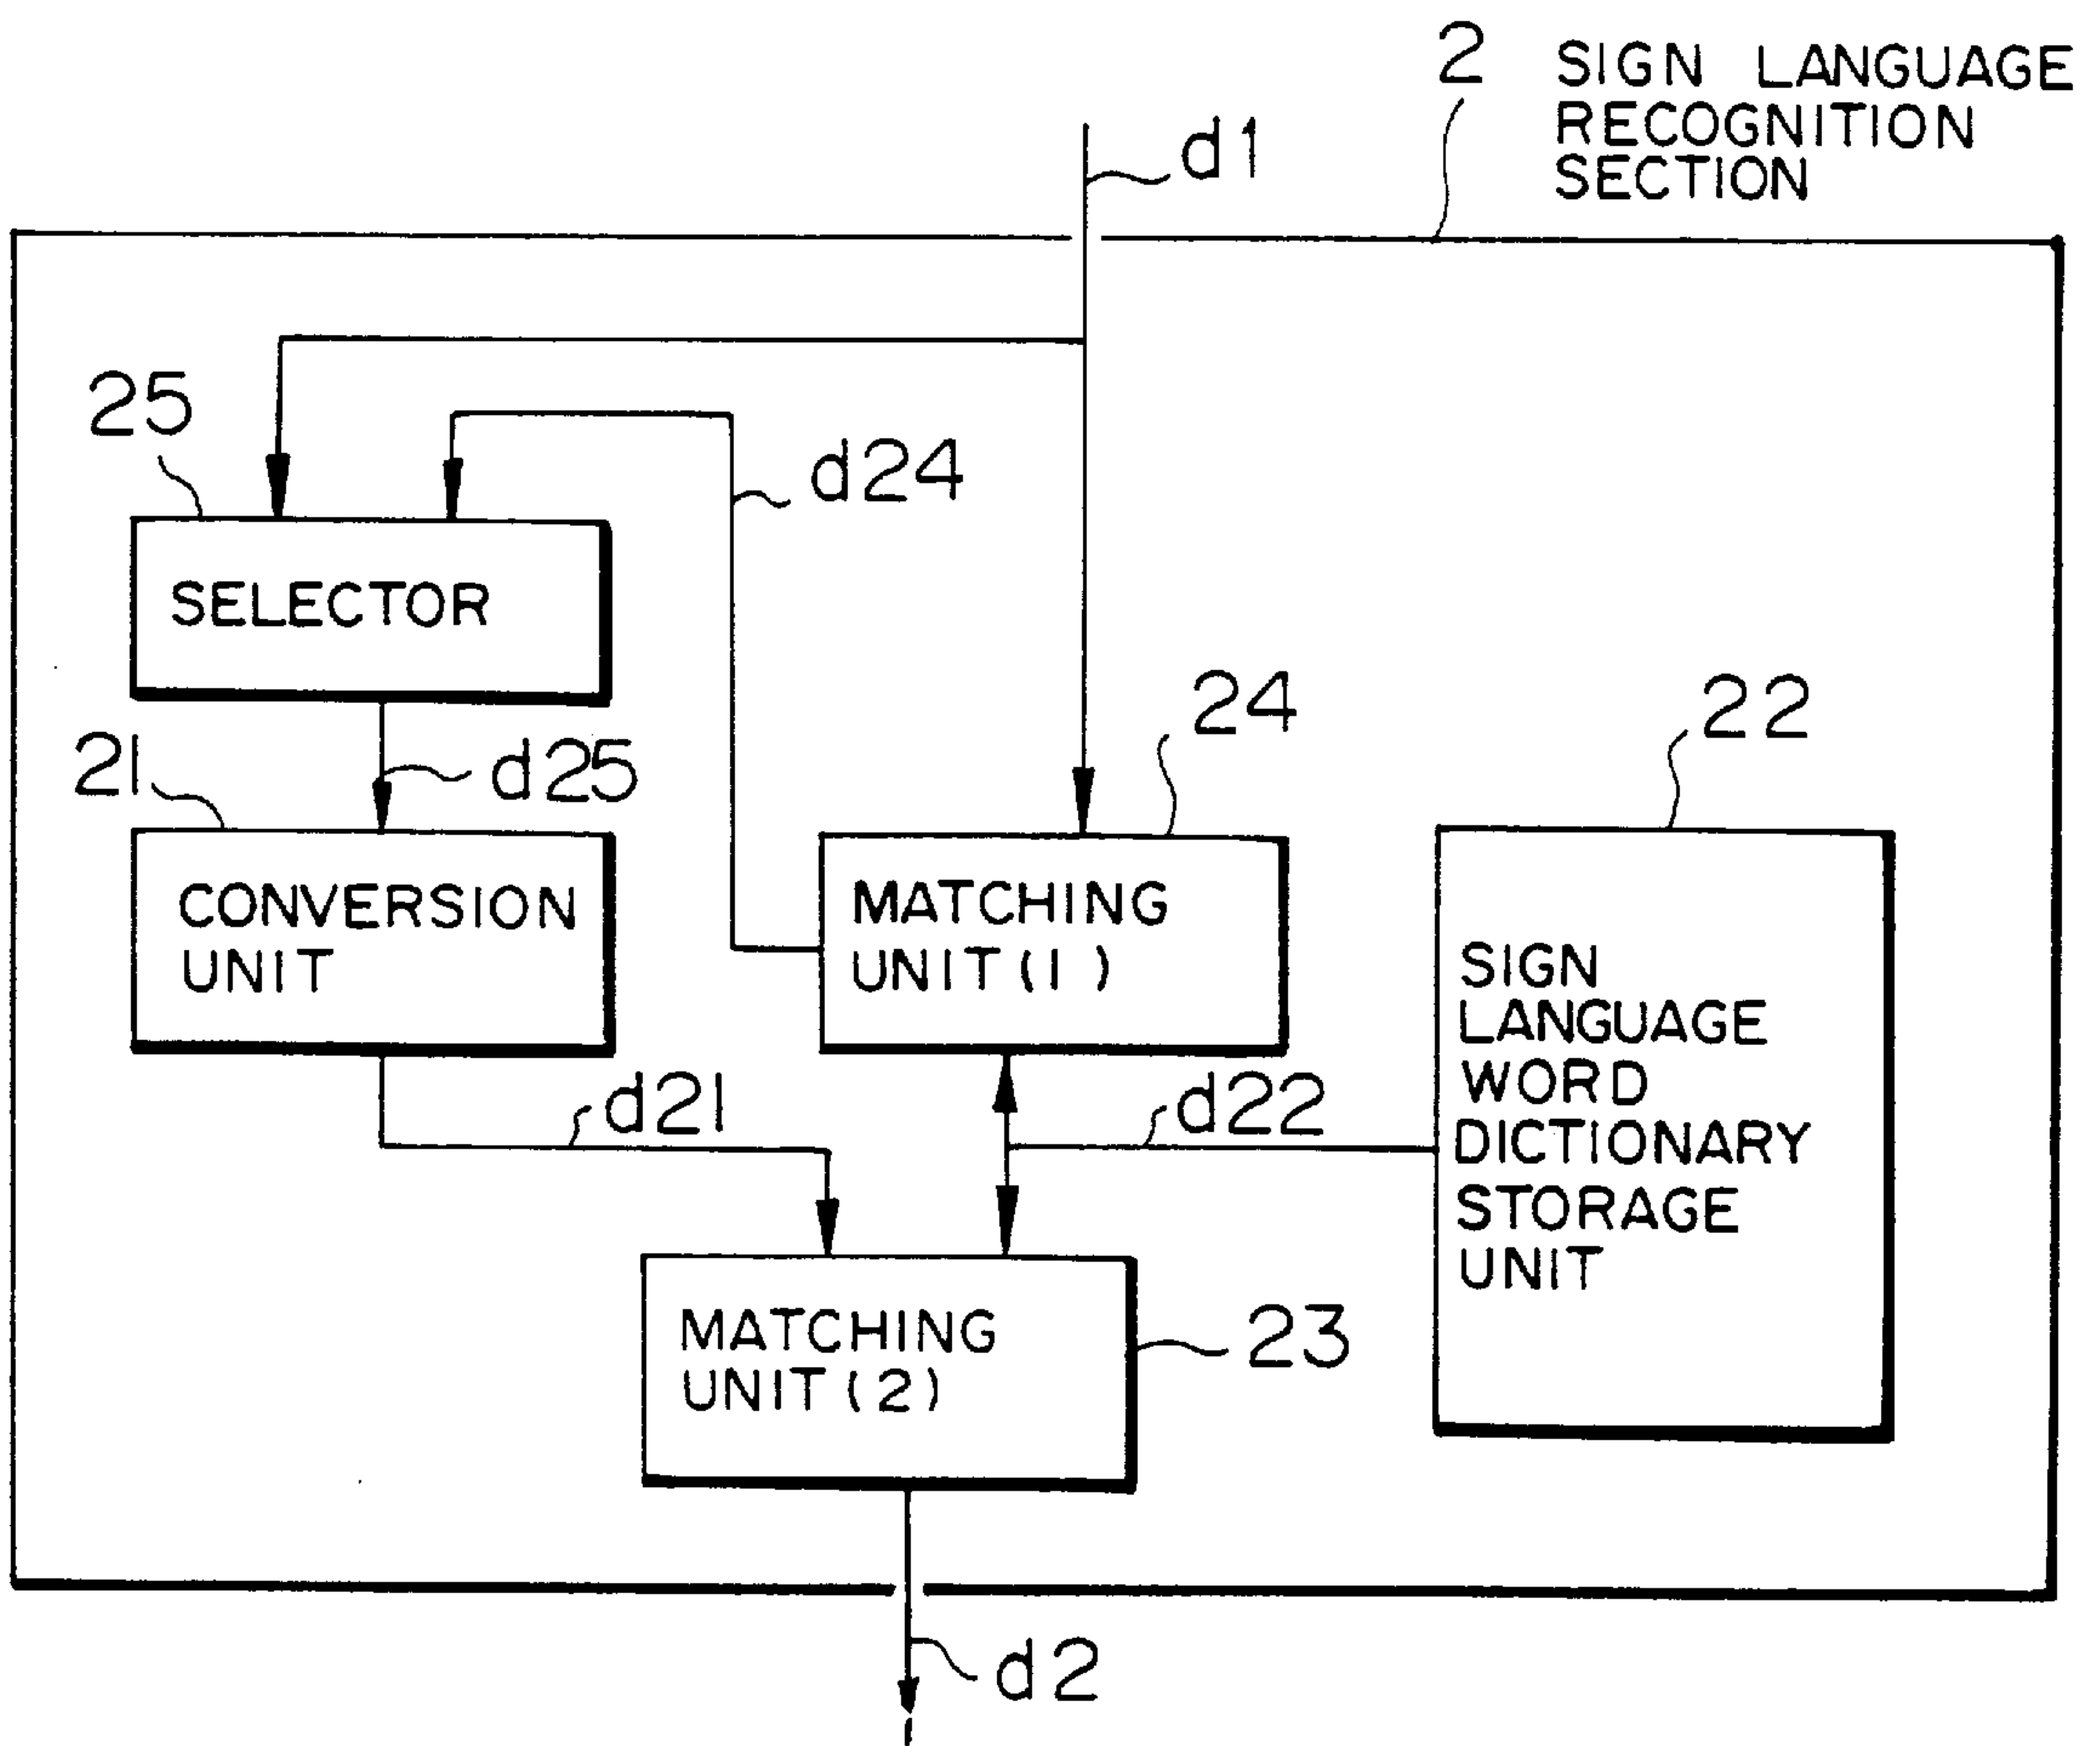 2 SIGN LANGUAGE
RECOGNITION
SECTION
d1
25
d24
SELECTOR
24
22
21
d25
CONVERSION
UNIT
MATCHING
UNIT(1)
SIGN
LANGUAGE
WORD
DICTIONARY
STORAGE
UNIT
d21
d22
MATCHING
UNIT(2)
23
d2